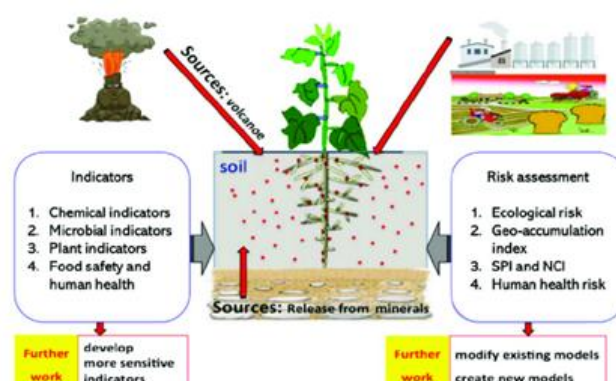 Sources: volcanoe
soil
Indicators
1. Chemical indicators
2. Microbial indicators
3. Plant indicators
4. Food safety and
human health
Risk assessment
1. Ecological risk
2. Geo-accumulation
index
3. SPI and NCI
4. Human health risk
Sources: Release from minerals
Further
work
develop
more sensitive
indicators
Further
work
modify existing models
create new models